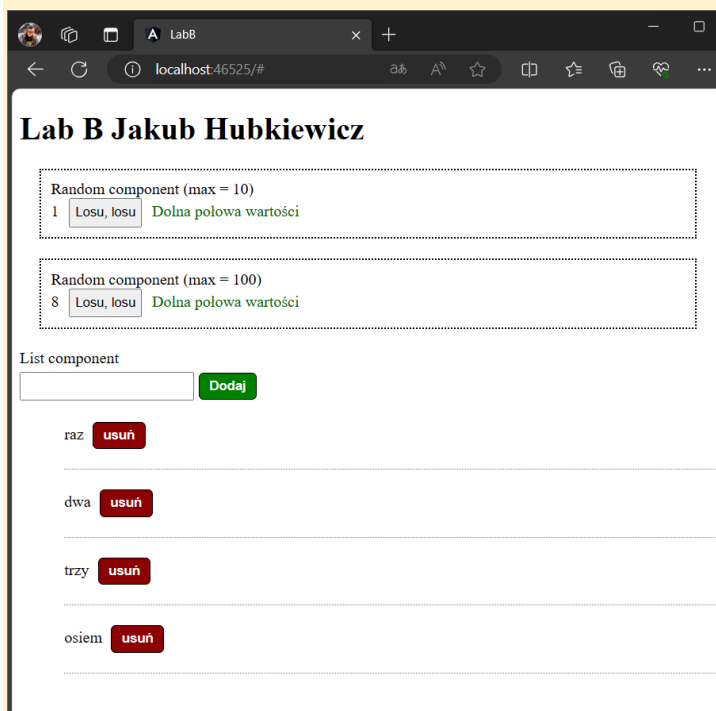 LabB
localhost:46525/#
Lab B Jakub Hubkiewicz
Random component (max = 10)
1 Losu, losu Dolna połowa wartości
Random component (max = 100)
8 Losu, losu Dolna połowa wartości
List component
Dodaj
raz usuń
dwa usuń
trzy usuń
osiem usuń